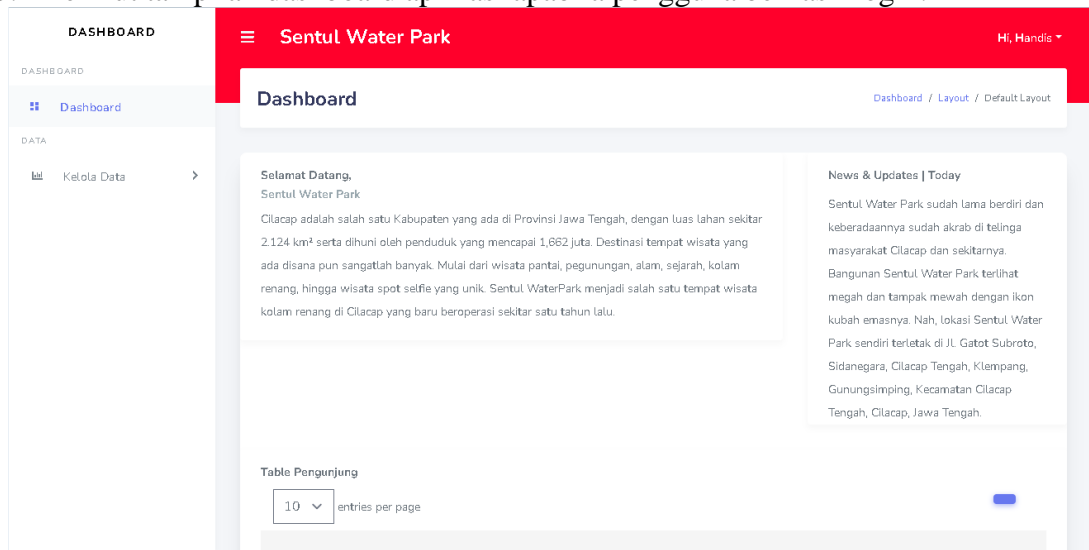 DASHBOARD
Sentul Water Park
Hi, Handis
DASHBOARD
Dashboard
DATA
Kelola Data
Dashboard
Dashboard / Layout / Default Layout
Selamat Datang,
Sentul Water Park
Cilacap adalah salah satu Kabupaten yang ada di Provinsi Jawa Tengah, dengan luas lahan sekitar
2.124 km² serta dihuni oleh penduduk yang mencapai 1,662 juta. Destinasi tempat wisata yang
ada disana pun sangatlah banyak. Mulai dari wisata pantai, pegunungan, alam, sejarah, kolam
renang, hingga wisata spot selfie yang unik. Sentul WaterPark menjadi salah satu tempat wisata
kolam renang di Cilacap yang baru beroperasi sekitar satu tahun lalu.
News & Updates | Today
Sentul Water Park sudah lama berdiri dan
keberadaannya sudah akrab di telinga
masyarakat Cilacap dan sekitarnya.
Bangunan Sentul Water Park terlihat
megah dan tampak mewah dengan ikon
kubah emasnya. Nah, lokasi Sentul Water
Park sendiri terletak di Jl. Gatot Subroto,
Sidanegara, Cilacap Tengah, Klempang,
Gunungsimping, Kecamatan Cilacap
Tengah, Cilacap, Jawa Tengah.
Table Pengunjung
10 entries per page